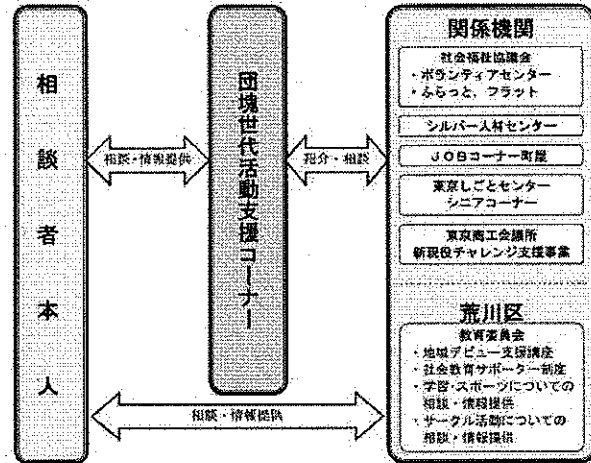 相談者本人
相談・情報提供
団塊世代活動支援コーナー
紹介・相談
関係機関
社会福祉協議会
・ボランティアセンター
・ふらっと、フラット
シルバー人材センター
JOBコーナー町屋
東京しごとセンター
シニアコーナー
東京商工会議所
新現役チャレンジ支援事業
荒川区
教育委員会
・地域デビュー支援講座
・社会教育サポーター制度
・学習・スポーツについての
相談・情報提供
・サークル活動についての
相談・情報提供
相談・情報提供